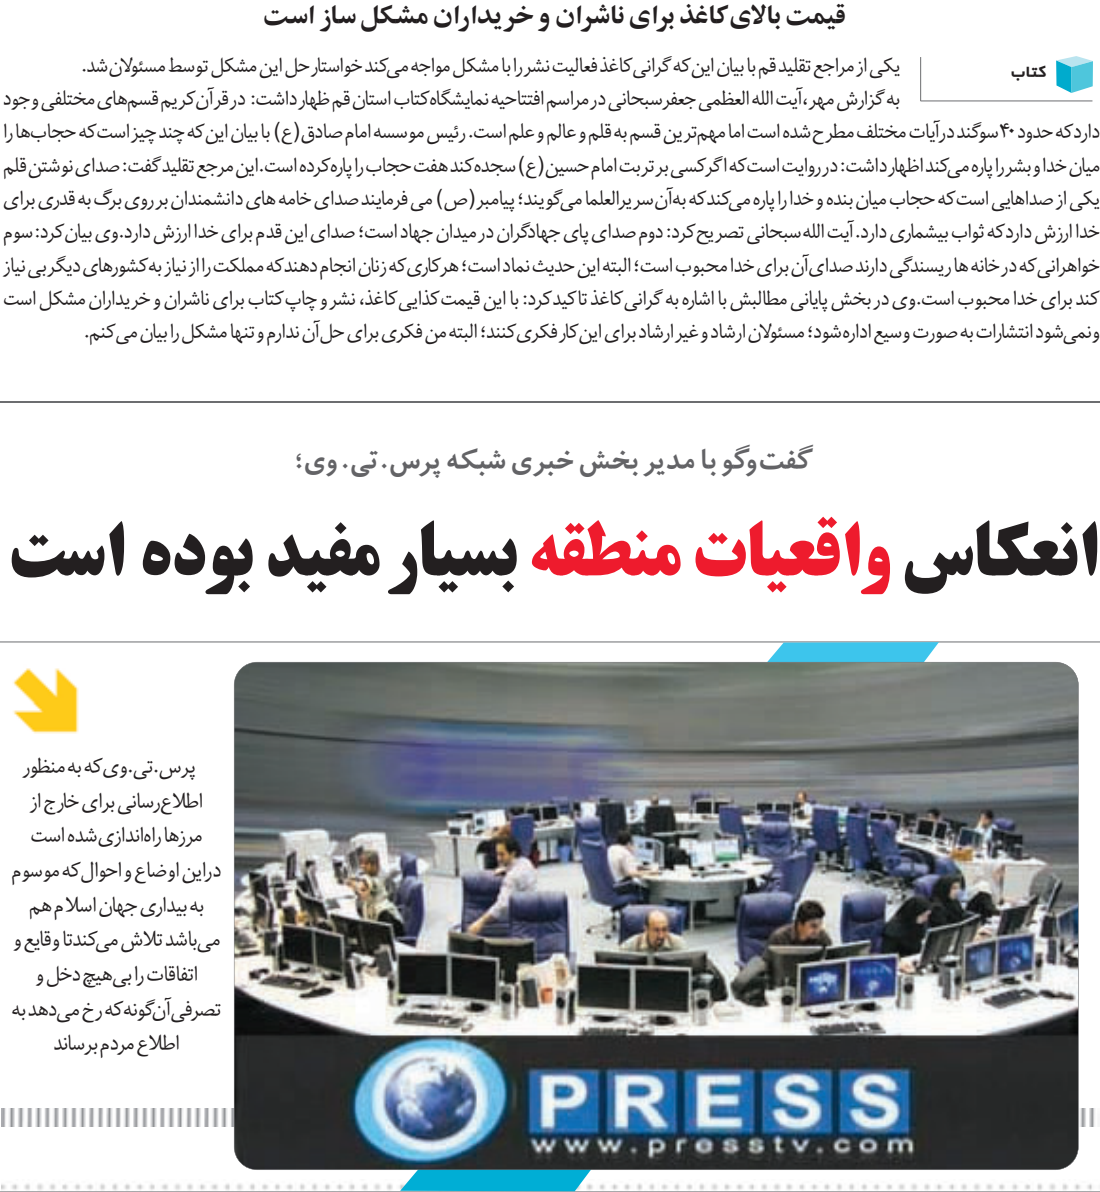 قیمت بالای کاغذ برای ناشران و خریداران مشکل ساز است
کتاب
یکی از مراجع تقلید قم با بیان این که گرانی کاغذ فعالیت نشر را با مشکل مواجه می‌کند خواستار حل این مشکل توسط مسئولان شد.
به گزارش مهر، آیت الله العظمی جعفر سبحانی در مراسم افتتاحیه نمایشگاه کتاب استان قم ظهار داشت: در قرآن کریم قسم‌های مختلفی وجود
دارد که حدود ۴۰ سوگند در آیات مختلف مطرح شده است اما مهم‌ترین قسم به قلم و عالم و علم است. رئیس موسسه امام صادق (ع) با بیان این که چند چیز است که حجاب‌ها را
میان خدا و بشر را پاره می‌کند اظهار داشت: در روایت است که اگر کسی بر تربت امام حسین (ع) سجده کند هفت حجاب را پاره کرده است. این مرجع تقلید گفت: صدای نوشتن قلم
یکی از صداهایی است که حجاب میان بنده و خدا را پاره می‌کند که به‌آن سریرالعلما می‌گویند؛ پیامبر (ص) می فرمایند صدای خامه های دانشمندان بر روی برگ به قدری برای
خدا ارزش دارد که ثواب بیشماری دارد. آیت الله سبحانی تصریح کرد: دوم صدای پای جهادگران در میدان جهاد است؛ صدای این قدم برای خدا ارزش دارد. وی بیان کرد: سوم
خواهرانی که در خانه ها ریسندگی دارند صدای آن برای خدا محبوب است؛ البته این حدیث نماد است؛ هر کاری که زنان انجام دهند که مملکت را از نیاز به کشورهای دیگر بی نیاز
کند برای خدا محبوب است. وی در بخش پایانی مطالبش با اشاره به گرانی کاغذ تاکید کرد: با این قیمت کذایی کاغذ، نشر و چاپ کتاب برای ناشران و خریداران مشکل است
و نمی‌شود انتشارات به صورت وسیع اداره شود؛ مسئولان ارشاد و غیر ارشاد برای این کار فکری کنند؛ البته من فکری برای حل آن ندارم و تنها مشکل را بیان می کنم.
گفت‌وگو با مدیر بخش خبری شبکه پرس. تی. وی؛
انعکاس واقعیات منطقه بسیار مفید بوده است
پرس. تی. وی که به منظور
اطلاع‌رسانی برای خارج از
مرزها راه‌اندازی شده است
دراین اوضاع و احوال که موسوم
به بیداری جهان اسلام هم
می‌باشد تلاش می‌کندتا وقایع و
اتفاقات را بی‌هیچ دخل و
تصرفی آن‌گونه که رخ می‌دهد به
اطلاع مردم برساند
PRESS
www.presstv.com